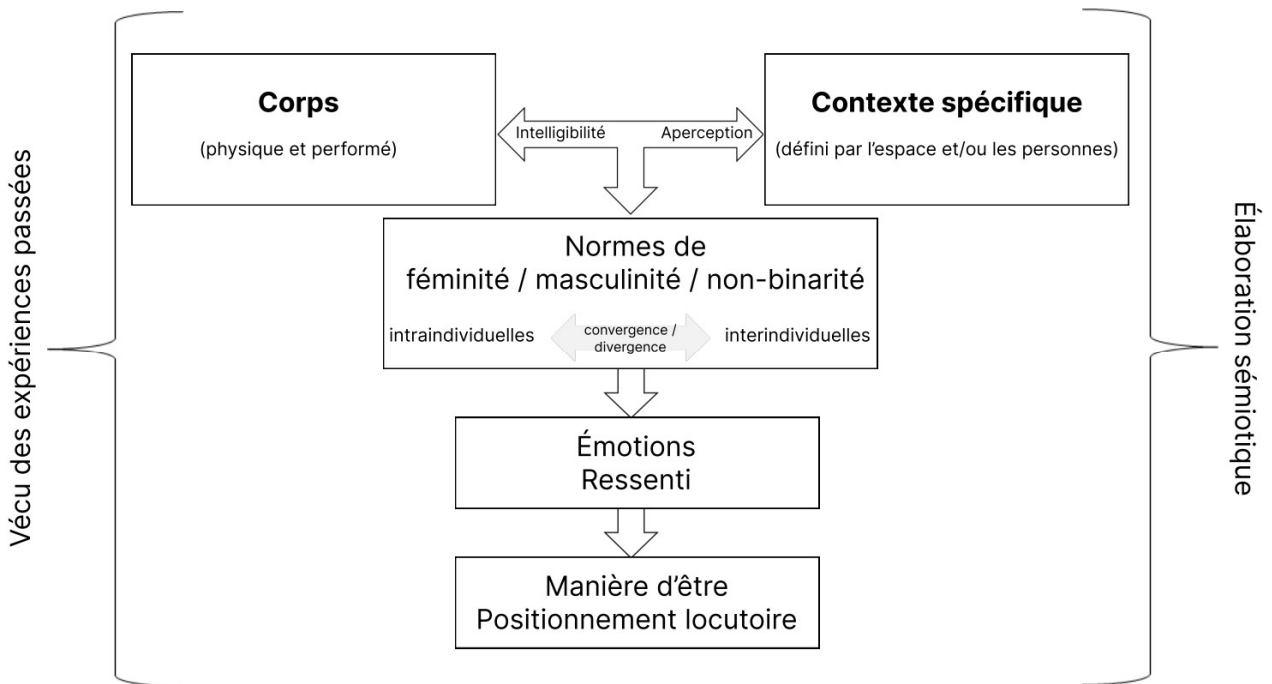 Corps
(physique et performé)
Intelligibilité
Aperception
Contexte spécifique
(défini par l'espace et/ou les personnes)
Normes de
féminité / masculinité / non-binarité
intraindividuelles
convergence /
divergence
interindividuelles
Émotions
Ressenti
Manière d'être
Positionnement locutoire
Vécu des expériences passées
Élaboration sémiotique